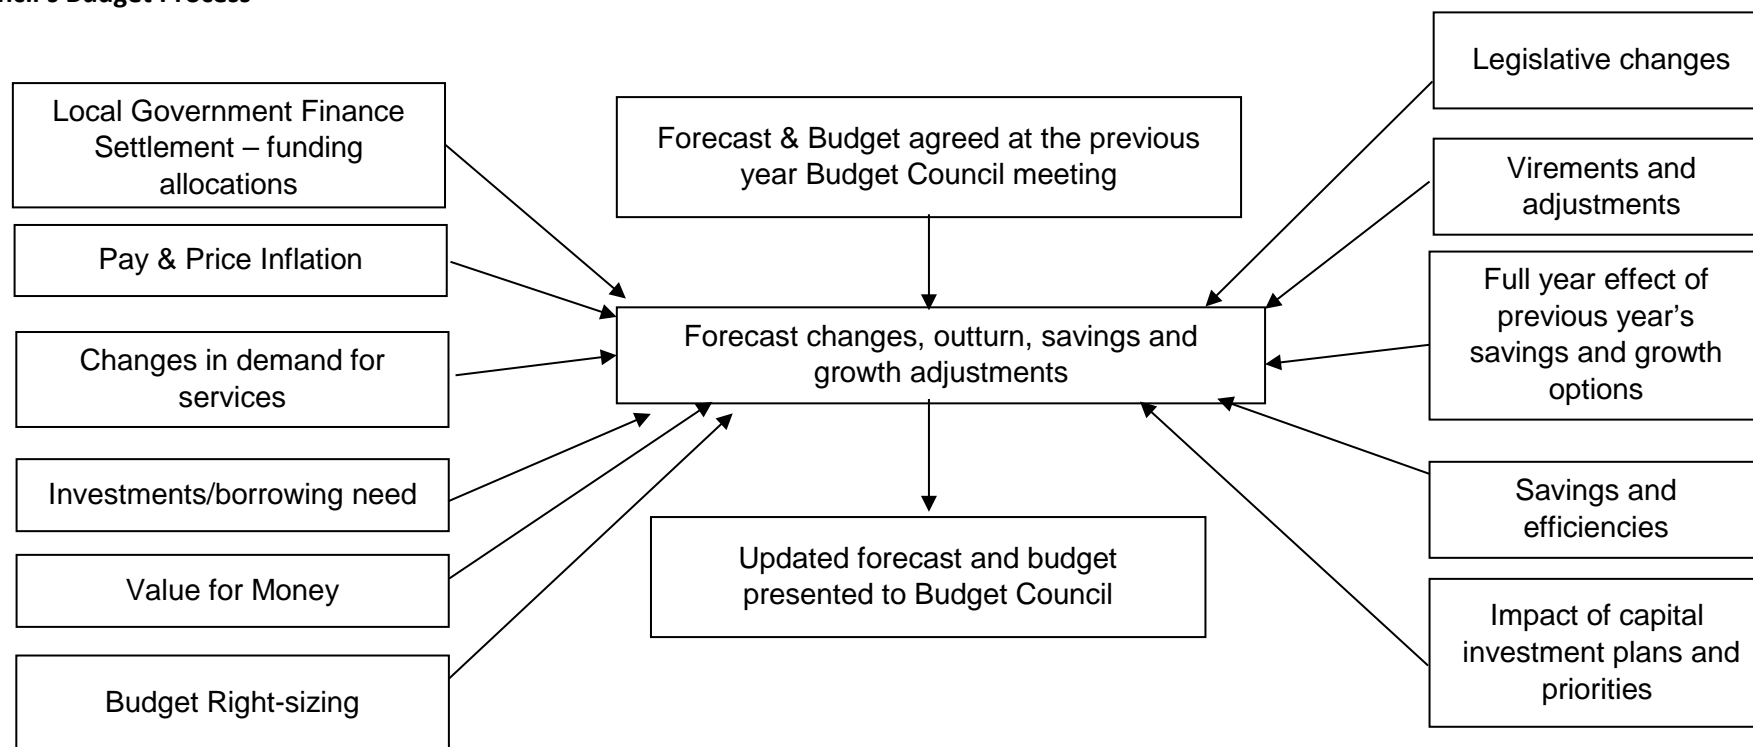 Budget Process
Local Government Finance
Settlement – funding
allocations
Pay & Price Inflation
Changes in demand for
services
Investments/borrowing need
Value for Money
Budget Right-sizing
Forecast & Budget agreed at the previous
year Budget Council meeting
Forecast changes, outturn, savings and
growth adjustments
Updated forecast and budget
presented to Budget Council
Legislative changes
Virements and
adjustments
Full year effect of
previous year’s
savings and growth
options
Savings and
efficiencies
Impact of capital
investment plans and
priorities